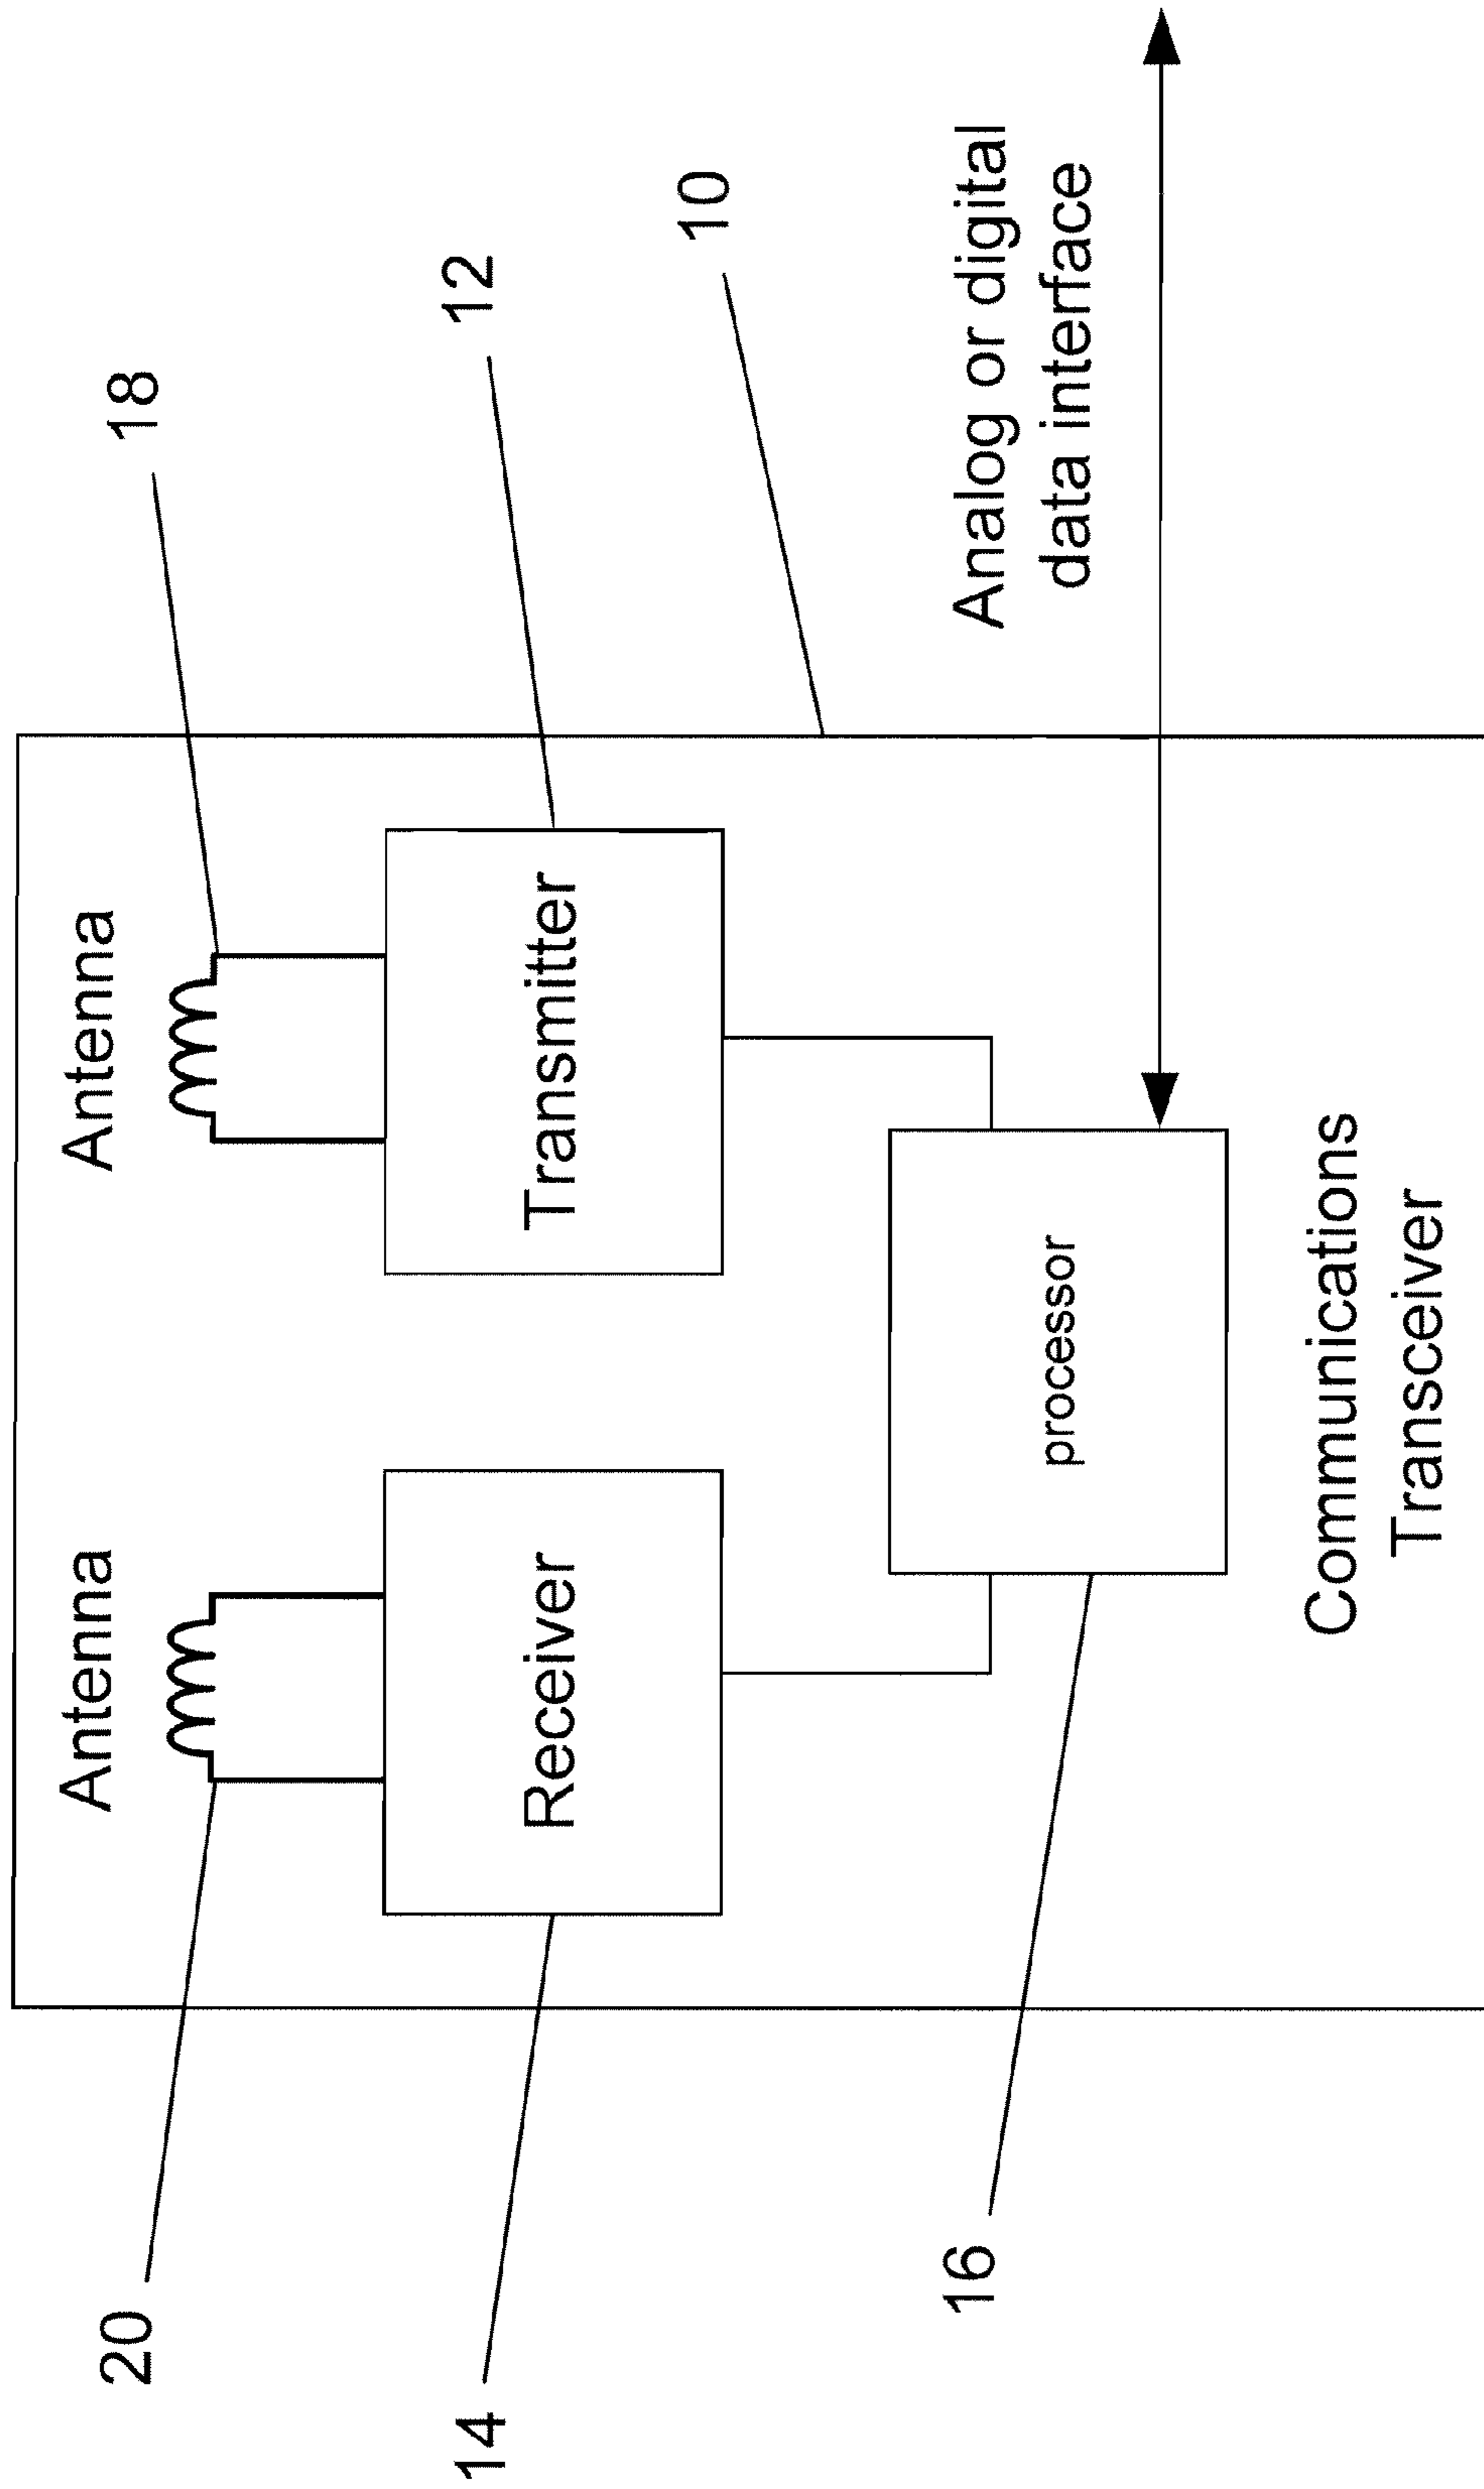 Antenna
Antenna
18
20
12
Receiver
Transmitter
14
10
processor
16
Analog or digital
data interface
Communications
Transceiver